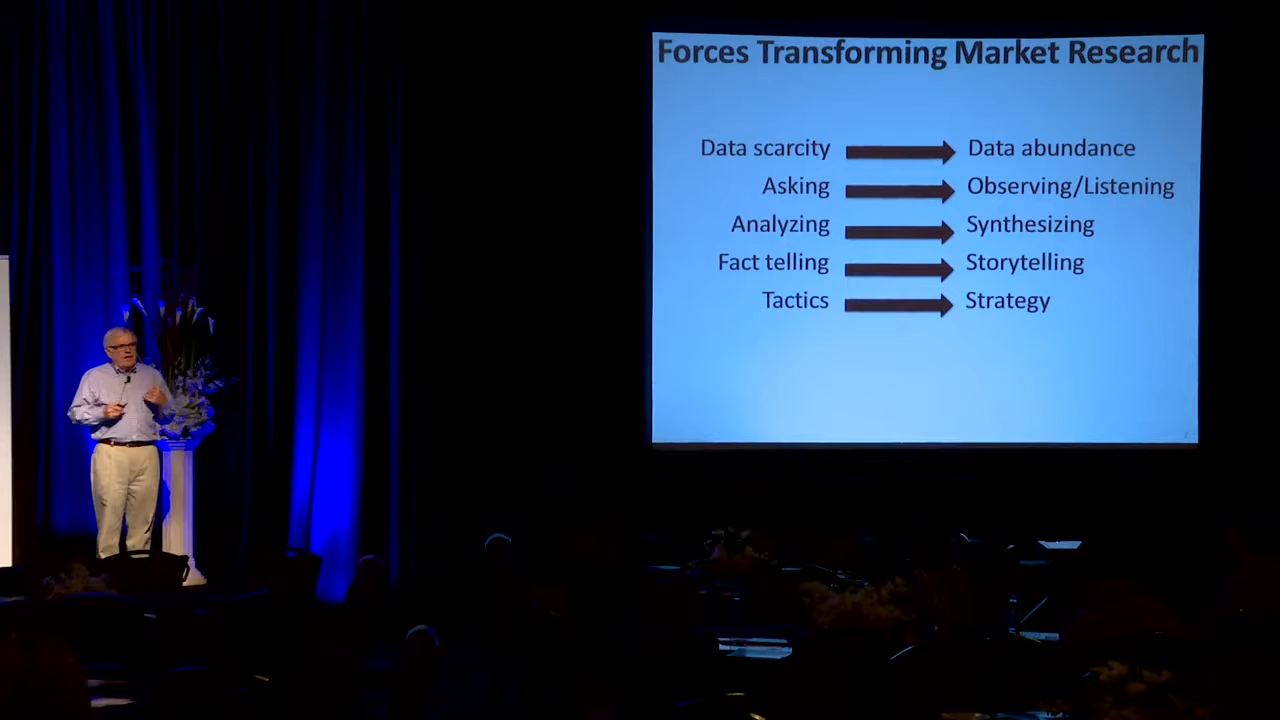 Forces Transforming Market Research
Data scarcity Data abundance
Asking Observing/Listening
Analyzing Synthesizing
Fact telling Storytelling
Tactics Strategy